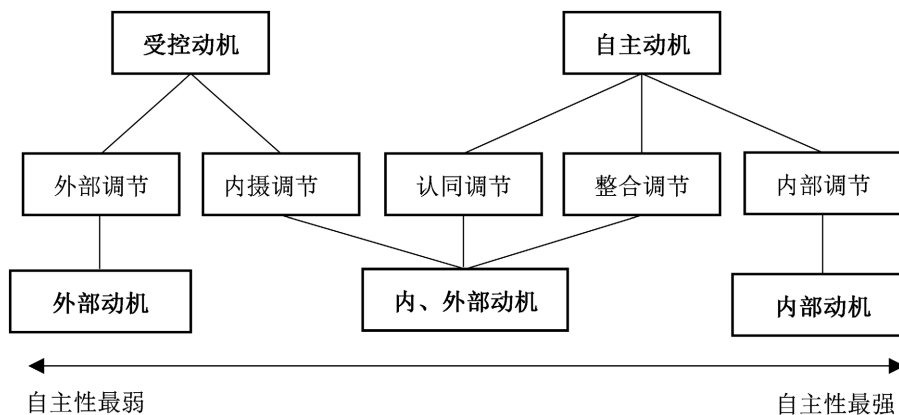 受控动机
自主动机
外部调节
内摄调节
认同调节
整合调节
内部调节
外部动机
内、外部动机
内部动机
自主性最弱
自主性最强